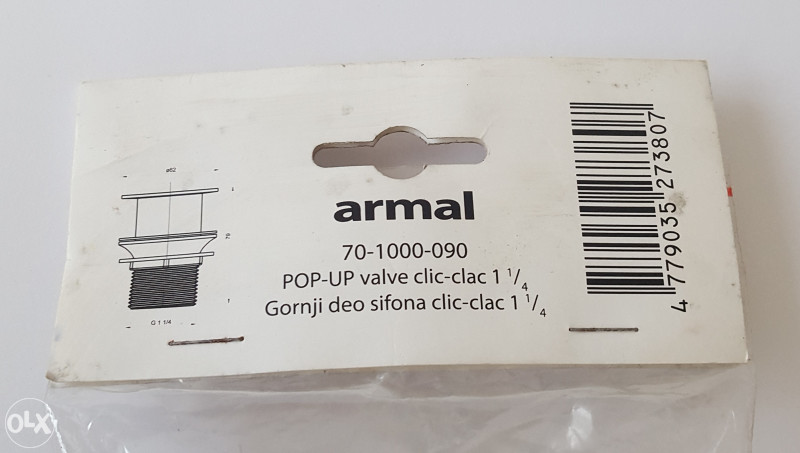 armal
70-1000-090
POP-UP valve clic-clac 1 1/4
Gornji deo sifona clic-clac 1 1/4
ø62
G 1 1/4
4 779035 273807
OLX